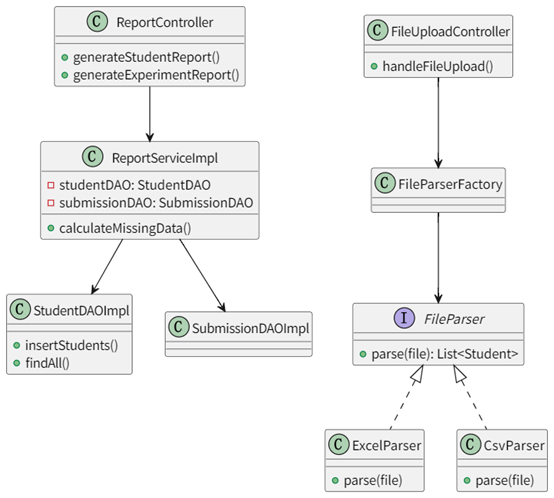 C ReportController
generateStudentReport()
generateExperimentReport()
C FileUploadController
handleFileUpload()
C ReportServiceImpl
studentDAO: StudentDAO
submissionDAO: SubmissionDAO
calculateMissingData()
C FileParserFactory
C StudentDAOImpl
insertStudents()
findAll()
C SubmissionDAOImpl
I FileParser
parse(file): List<Student>
C ExcelParser
parse(file)
C CsvParser
parse(file)